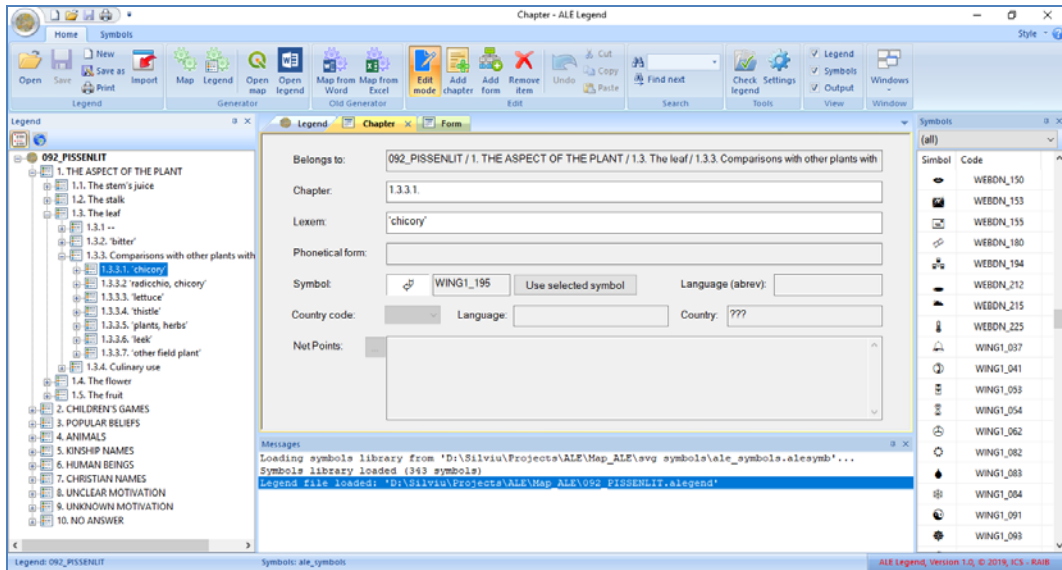 Chapter - ALE Legend
Home Symbols Style
Open Save New Save as Print Import
Legend
Map Legend Open map Open legend
Generator
Map from Word Map from Excel
Old Generator
Edit mode Add chapter Add form Remove item Undo Cut Copy Paste
Edit
Find next
Search
Check legend Settings
Tools
Legend
Symbols
Output
View
Windows
Window
Legend
092_PISSENLIT
1. THE ASPECT OF THE PLANT
1.1. The stem's juice
1.2. The stalk
1.3. The leaf
1.3.1 --
1.3.2. 'bitter'
1.3.3. Comparisons with other plants with
1.3.3.1. 'chicory'
1.3.3.2 'radicchio, chicory'
1.3.3.3. 'lettuce'
1.3.3.4. 'thistle'
1.3.3.5. 'plants, herbs'
1.3.3.6. 'leek'
1.3.3.7. 'other field plant'
1.3.4. Culinary use
1.4. The flower
1.5. The fruit
2. CHILDREN'S GAMES
3. POPULAR BELIEFS
4. ANIMALS
5. KINSHIP NAMES
6. HUMAN BEINGS
7. CHRISTIAN NAMES
8. UNCLEAR MOTIVATION
9. UNKNOWN MOTIVATION
10. NO ANSWER
Legend Chapter Form
Belongs to: 092_PISSENLIT / 1. THE ASPECT OF THE PLANT / 1.3. The leaf / 1.3.3. Comparisons with other plants with
Chapter: 1.3.3.1.
Lexem: 'chicory'
Phonetical form:
Symbol: WING1_195 Use selected symbol Language (abrev):
Country code: Language: Country: ???
Net Points: ...
Messages
Loading symbols library from 'D:\Silviu\Projects\ALE\Map_ALE\svg symbols\ale_symbols.alesymb'...
Symbols library loaded (343 symbols)
Legend file loaded: 'D:\Silviu\Projects\ALE\Map_ALE\092_PISSENLIT.alegend'
Symbols
(all)
Simbol Code
WEBDN_150
WEBDN_153
WEBDN_155
WEBDN_180
WEBDN_194
WEBDN_212
WEBDN_215
WEBDN_225
WING1_037
WING1_041
WING1_053
WING1_054
WING1_062
WING1_082
WING1_083
WING1_084
WING1_091
WING1_093
Legend: 092_PISSENLIT Symbols: ale_symbols ALE Legend, Version 1.0, © 2019, ICS - RAIB